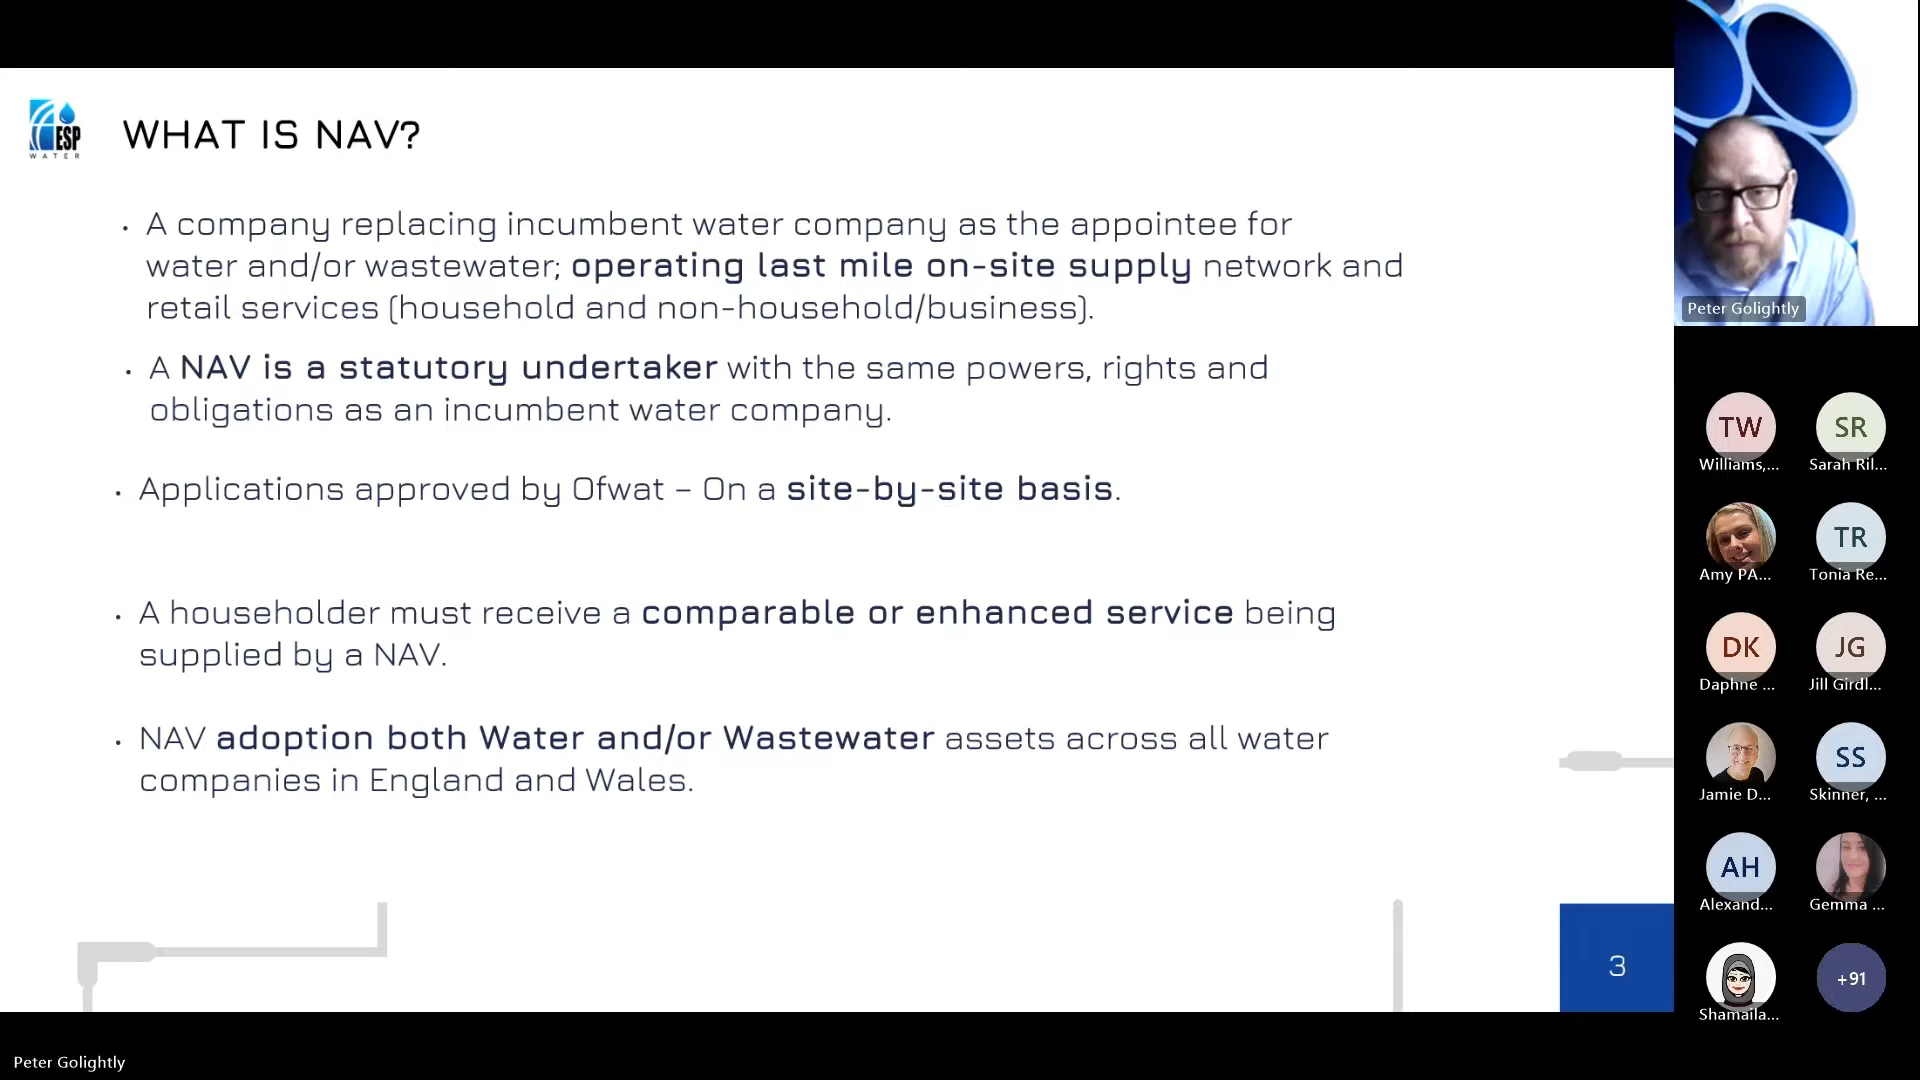 ESP
WATER
WHAT IS NAV?
• A company replacing incumbent water company as the appointee for
water and/or wastewater; operating last mile on-site supply network and
retail services (household and non-household/business).
• A NAV is a statutory undertaker with the same powers, rights and
obligations as an incumbent water company.
• Applications approved by Ofwat – On a site-by-site basis.
• A householder must receive a comparable or enhanced service being
supplied by a NAV.
• NAV adoption both Water and/or Wastewater assets across all water
companies in England and Wales.
3
Peter Golightly
TW
Williams,...
SR
Sarah Ril...
Amy PA...
TR
Tonia Re...
DK
Daphne ...
JG
Jill Girdl...
Jamie D...
SS
Skinner, ...
AH
Alexand...
Gemma ...
Shamaila...
+91
Peter Golightly